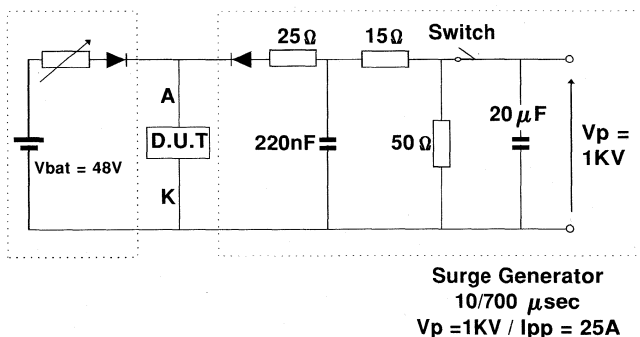 25Ω
15Ω
Switch
A
D.U.T
K
Vbat = 48V
220nF
50Ω
20 μF
Vp =
1KV
Surge Generator
10/700 μsec
Vp =1KV / Ipp = 25A